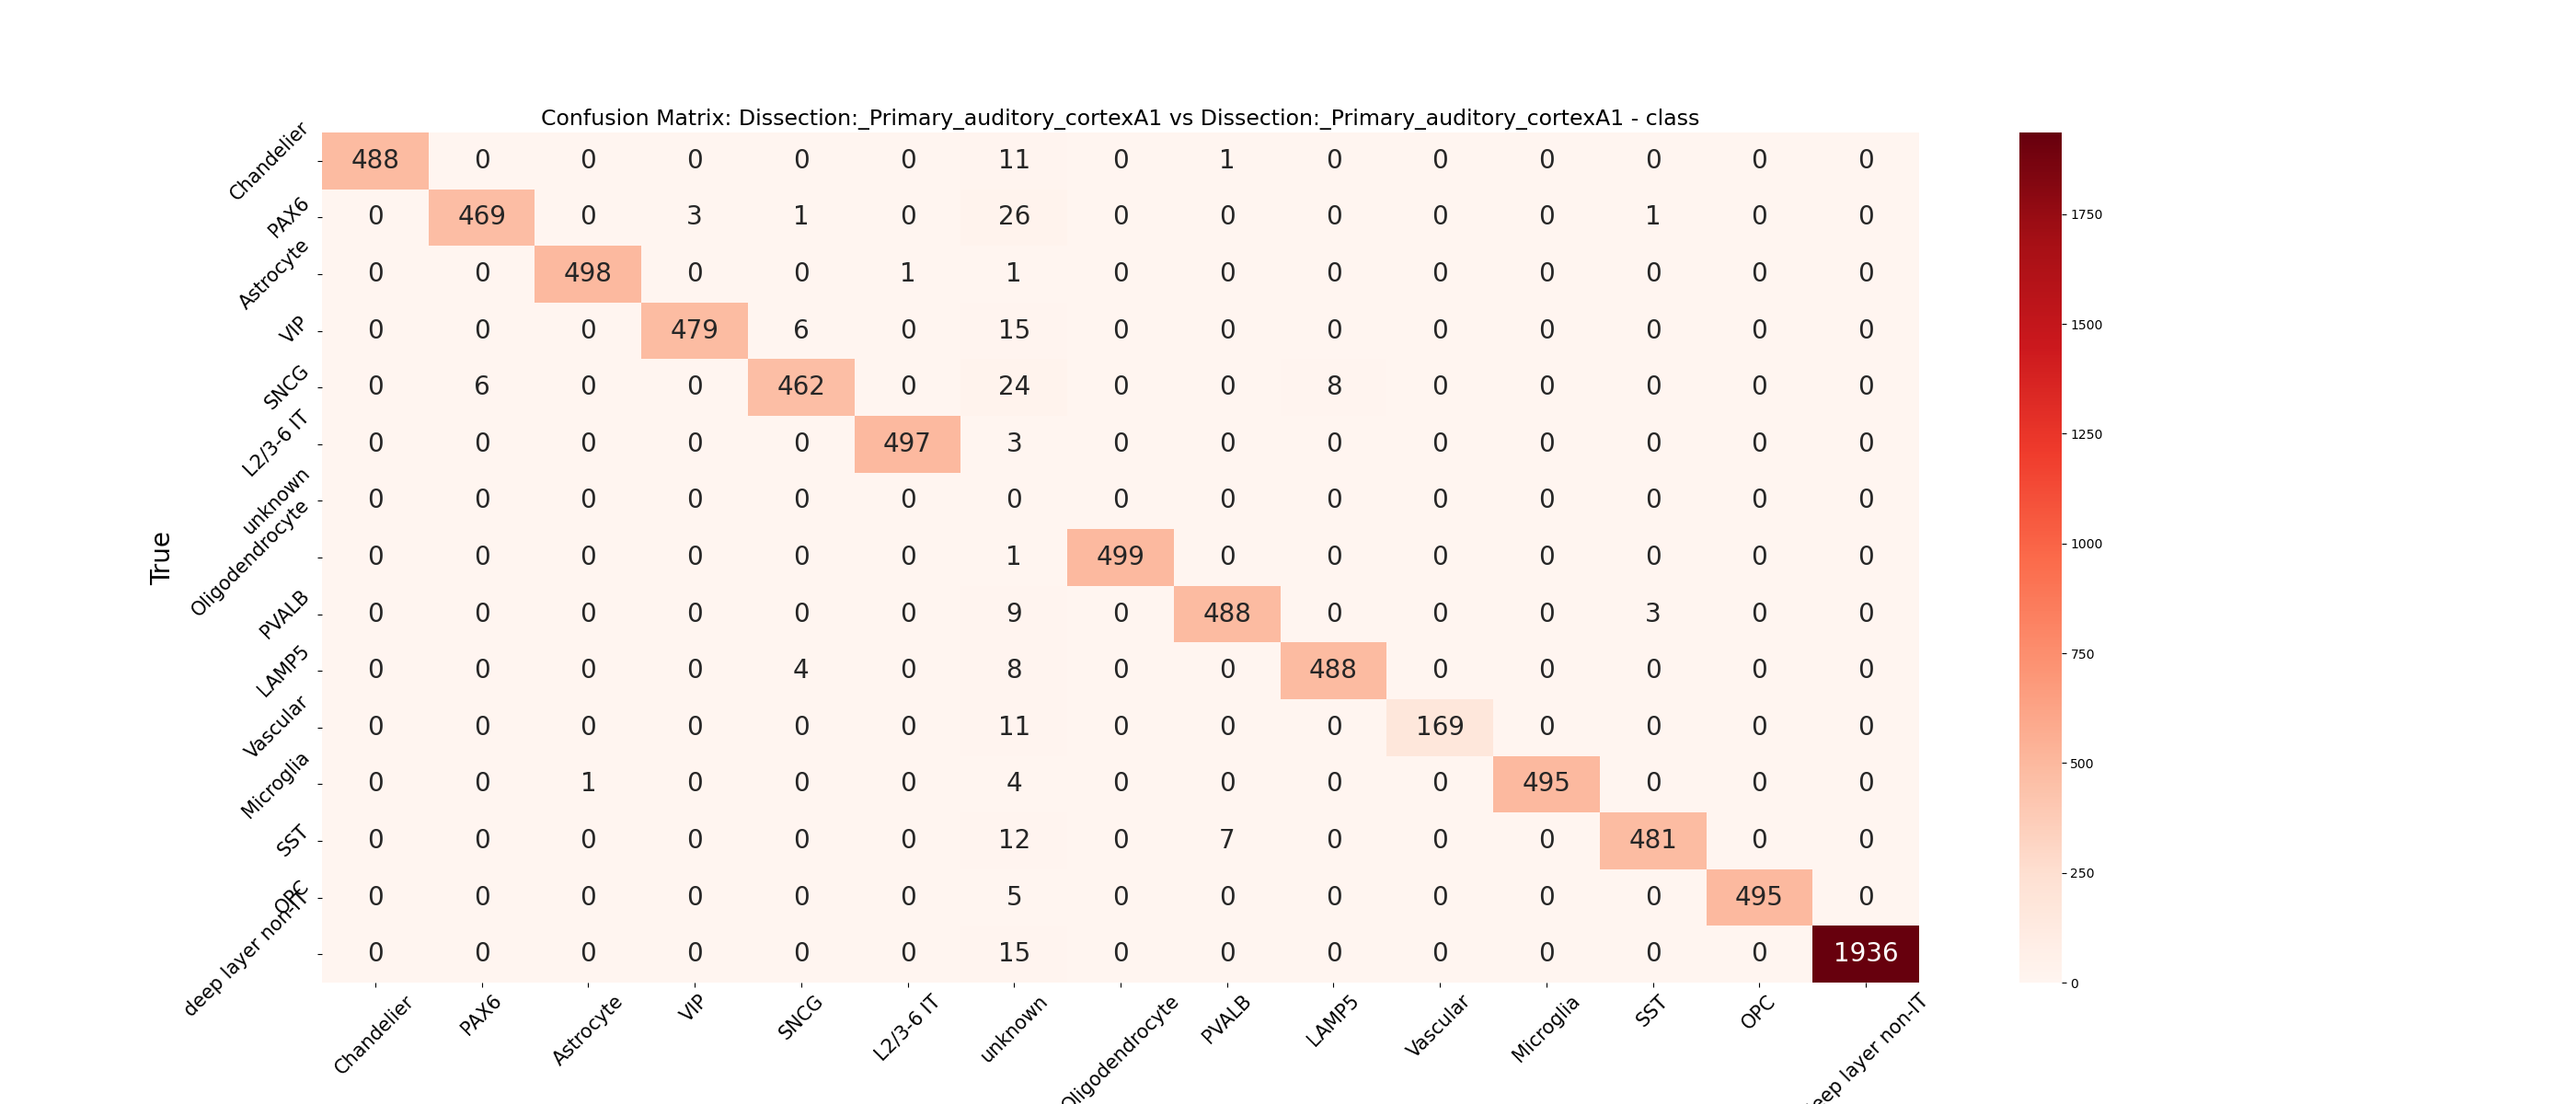 Confusion Matrix: Dissection:_Primary_auditory_cortexA1 vs Dissection:_Primary_auditory_cortexA1 - class
Chandelier 488 0 0 0 0 0 11 0 1 0 0 0 0 0 0
PAX6 0 469 0 3 1 0 26 0 0 0 0 0 1 0 0
Astrocyte 0 0 498 0 0 1 1 0 0 0 0 0 0 0 0
VIP 0 0 0 479 6 0 15 0 0 0 0 0 0 0 0
SNCG 0 6 0 0 462 0 24 0 0 8 0 0 0 0 0
L2/3-6 IT 0 0 0 0 0 497 3 0 0 0 0 0 0 0 0
unknown 0 0 0 0 0 0 0 0 0 0 0 0 0 0 0
Oligodendrocyte 0 0 0 0 0 0 1 499 0 0 0 0 0 0 0
PVALB 0 0 0 0 0 0 9 0 488 0 0 0 3 0 0
LAMP5 0 0 0 0 4 0 8 0 0 488 0 0 0 0 0
Vascular 0 0 0 0 0 0 11 0 0 0 169 0 0 0 0
Microglia 0 0 1 0 0 0 4 0 0 0 0 495 0 0 0
SST 0 0 0 0 0 0 12 0 7 0 0 0 481 0 0
OPC 0 0 0 0 0 0 5 0 0 0 0 0 0 495 0
deep layer non-IT 0 0 0 0 0 0 15 0 0 0 0 0 0 0 1936
True
Chandelier PAX6 Astrocyte VIP SNCG L2/3-6 IT unknown Oligodendrocyte PVALB LAMP5 Vascular Microglia SST OPC eep layer non-IT
1750
1500
1250
1000
750
500
250
0